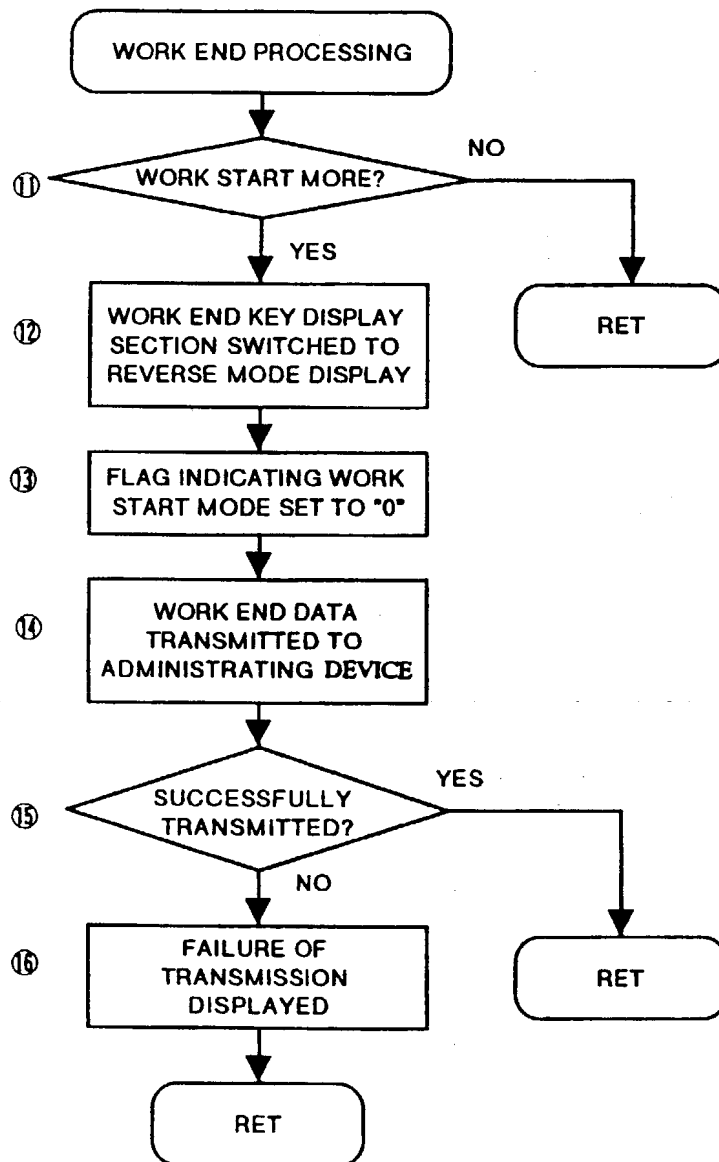 WORK END PROCESSING
⑪
WORK START MORE?
NO
YES
RET
⑫
WORK END KEY DISPLAY
SECTION SWITCHED TO
REVERSE MODE DISPLAY
⑬
FLAG INDICATING WORK
START MODE SET TO "0"
⑭
WORK END DATA
TRANSMITTED TO
ADMINISTRATING DEVICE
⑮
SUCCESSFULLY
TRANSMITTED?
YES
NO
RET
⑯
FAILURE OF
TRANSMISSION
DISPLAYED
RET